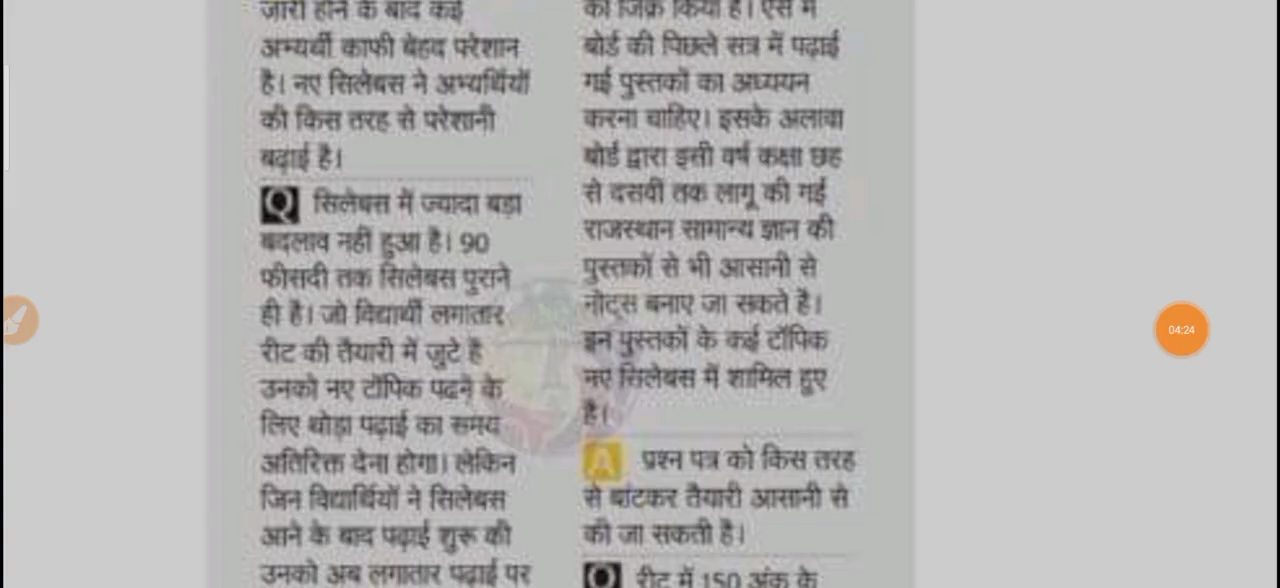 जारी होने के बाद कई
अभ्यर्थी काफी बेहद परेशान
है। नए सिलेबस ने अभ्यर्थियों
की किस तरह से परेशानी
बढ़ाई है।
Q सिलेबस में ज्यादा बड़ा
बदलाव नहीं हुआ है। 90
फीसदी तक सिलेबस पुराने
ही है। जो विद्यार्थी लगातार
रीट की तैयारी में जुटे है
उनको नए टॉपिक पढने के
लिए थोड़ा पढ़ाई का समय
अतिरिक्त देना होगा। लेकिन
जिन विद्यार्थियों ने सिलेबस
आने के बाद पढ़ाई शुरू की
उनको अब लगातार पढ़ाई पर
का जिक्र किया है। ऐसे में
बोर्ड की पिछले सत्र में पढ़ाई
गई पुस्तकों का अध्ययन
करना चाहिए। इसके अलावा
बोर्ड द्वारा इसी वर्ष कक्षा छह
से दसवीं तक लागू की गई
राजस्थान सामान्य ज्ञान की
पुस्तकों से भी आसानी से
नोट्स बनाए जा सकते है।
इन पुस्तकों के कई टॉपिक
नए सिलेबस में शामिल हुए
है।
A प्रश्न पत्र को किस तरह
से बांटकर तैयारी आसानी से
की जा सकती है।
Q रीट में 150 अंक के
04:24